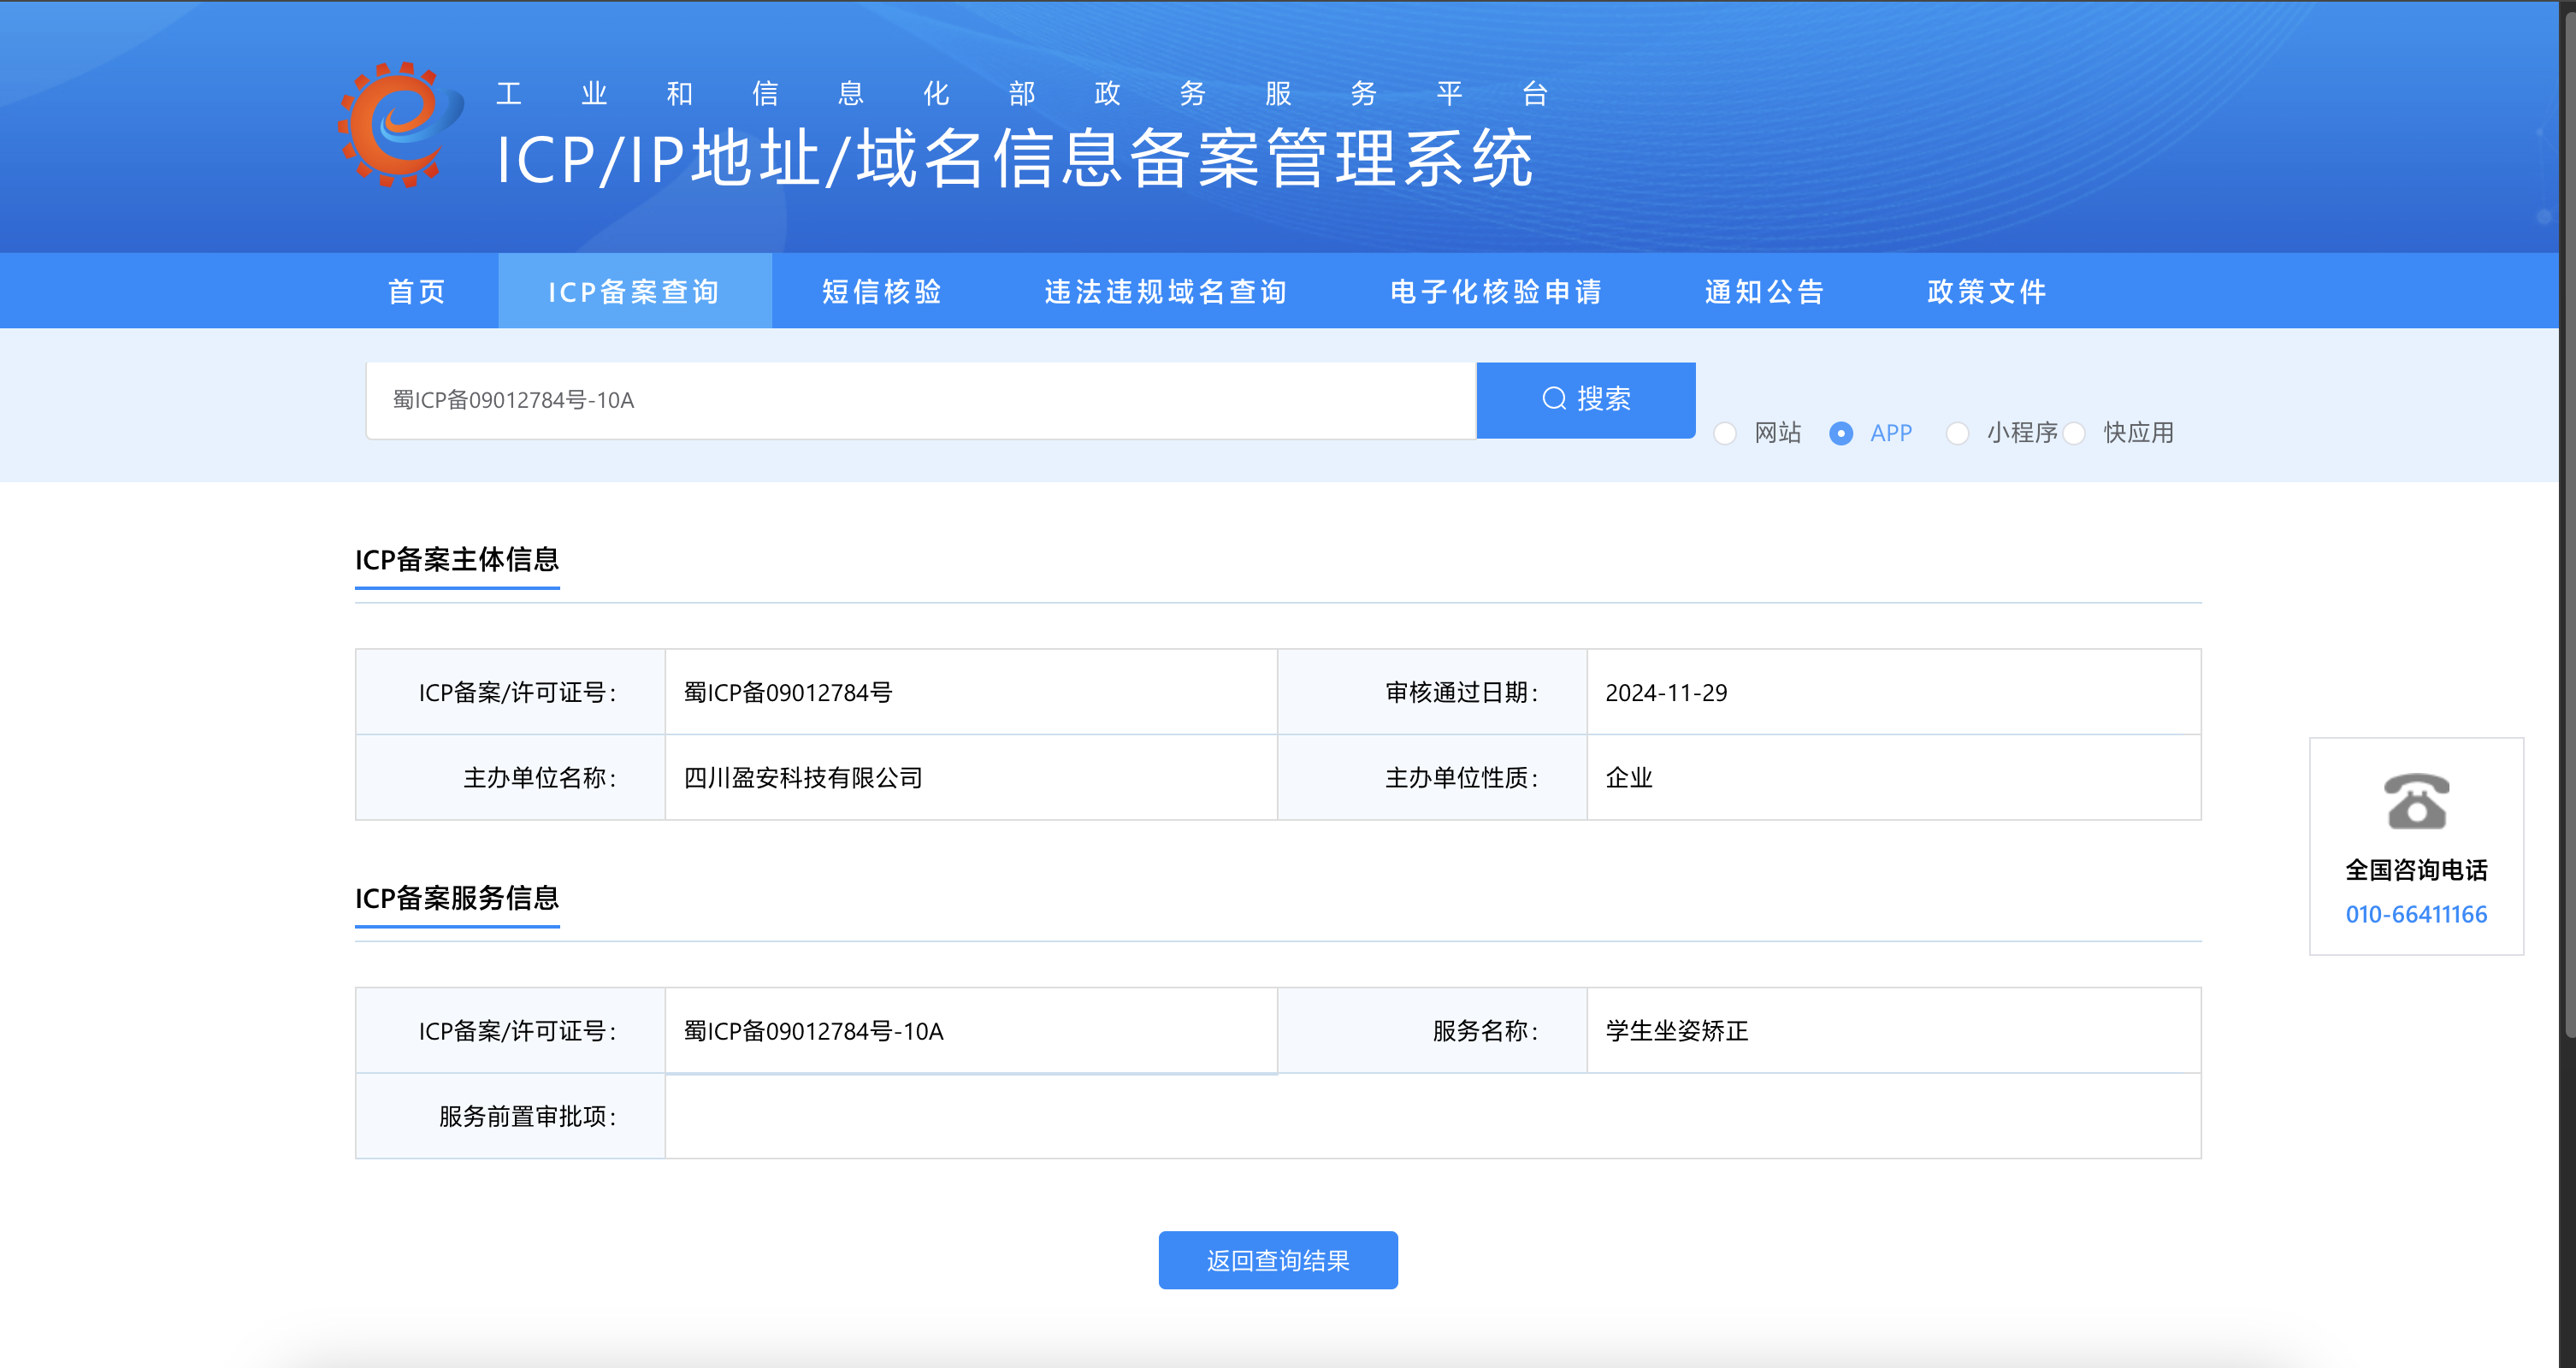 工业和信息化部政务服务平台
ICP/IP地址/域名信息备案管理系统
首页 ICP备案查询 短信核验 违法违规域名查询 电子化核验申请 通知公告 政策文件
蜀ICP备09012784号-10A 搜索
网站 APP 小程序 快应用
ICP备案主体信息
ICP备案/许可证号: 蜀ICP备09012784号 审核通过日期: 2024-11-29
主办单位名称: 四川盈安科技有限公司 主办单位性质: 企业
全国咨询电话
010-66411166
ICP备案服务信息
ICP备案/许可证号: 蜀ICP备09012784号-10A 服务名称: 学生坐姿矫正
服务前置审批项:
返回查询结果